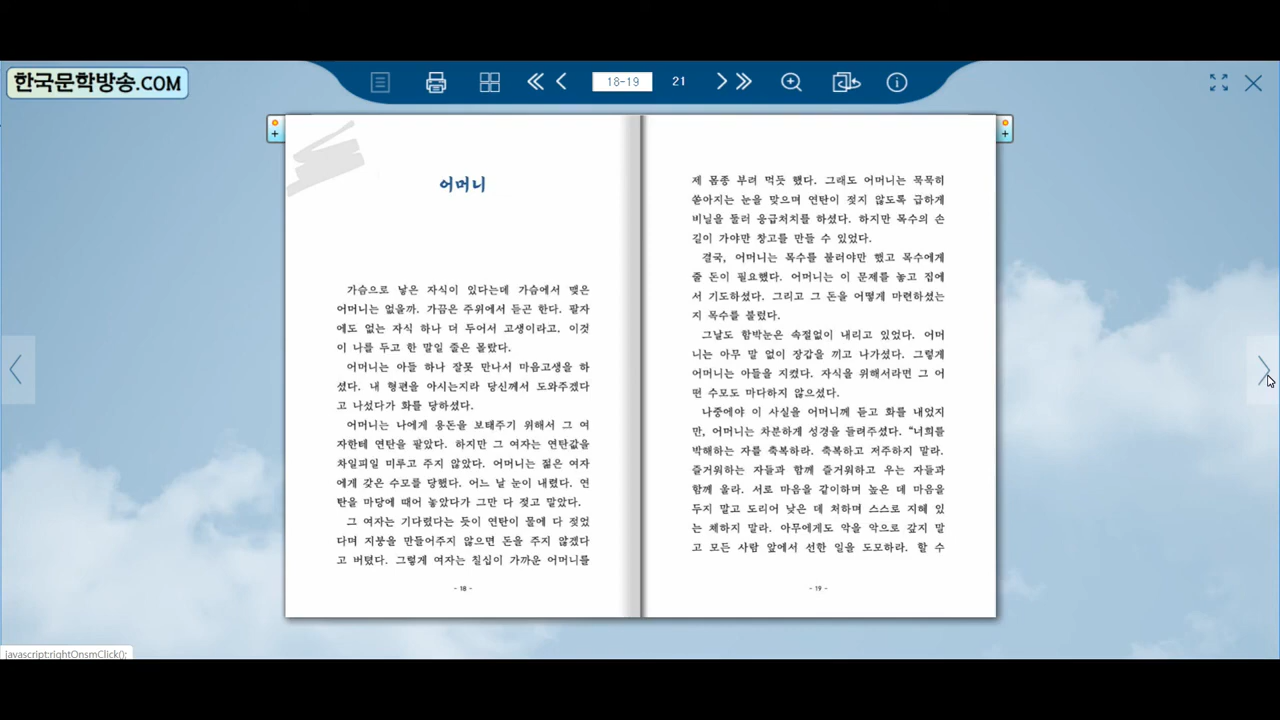 한국문학방송.COM
18-19
21
어머니
가슴으로 낳은 자식이 있다는데 가슴에서 맺은
어머니는 없을까. 가끔은 주위에서 듣곤 한다. 팔자
에도 없는 자식 하나 더 두어서 고생이라고. 이것
이 나를 두고 한 말일 줄은 몰랐다.
어머니는 아들 하나 잘못 만나서 마음고생을 하
셨다. 내 형편을 아시는지라 당신께서 도와주겠다
고 나섰다가 화를 당하셨다.
어머니는 나에게 용돈을 보태주기 위해서 그 여
자한테 연탄을 팔았다. 하지만 그 여자는 연탄값을
차일피일 미루고 주지 않았다. 어머니는 젊은 여자
에게 갖은 수모를 당했다. 어느 날 눈이 내렸다. 연
탄을 마당에 때어 놓았다가 그만 다 젖고 말았다.
그 여자는 기다렸다는 듯이 연탄이 물에 다 젖었
다며 지붕을 만들어주지 않으면 돈을 주지 않겠다
고 버텼다. 그렇게 여자는 칠십이 가까운 어머니를
- 18 -
제 몸종 부려 먹듯 했다. 그래도 어머니는 묵묵히
쏟아지는 눈을 맞으며 연탄이 젖지 않도록 급하게
비닐을 둘러 응급처치를 하셨다. 하지만 목수의 손
길이 가야만 창고를 만들 수 있었다.
결국, 어머니는 목수를 불러야만 했고 목수에게
줄 돈이 필요했다. 어머니는 이 문제를 놓고 집에
서 기도하셨다. 그리고 그 돈을 어떻게 마련하셨는
지 목수를 불렀다.
그날도 함박눈은 속절없이 내리고 있었다. 어머
니는 아무 말 없이 장갑을 끼고 나가셨다. 그렇게
어머니는 아들을 지켰다. 자식을 위해서라면 그 어
떤 수모도 마다하지 않으셨다.
나중에야 이 사실을 어머니께 듣고 화를 내었지
만, 어머니는 차분하게 성경을 들려주셨다. “너희를
박해하는 자를 축복하라. 축복하고 저주하지 말라.
즐거워하는 자들과 함께 즐거워하고 우는 자들과
함께 울라. 서로 마음을 같이하며 높은 데 마음을
두지 말고 도리어 낮은 데 처하며 스스로 지혜 있
는 체하지 말라. 아무에게도 악을 악으로 갚지 말
고 모든 사람 앞에서 선한 일을 도모하라. 할 수
- 19 -
javascript:rightOnsmClick();